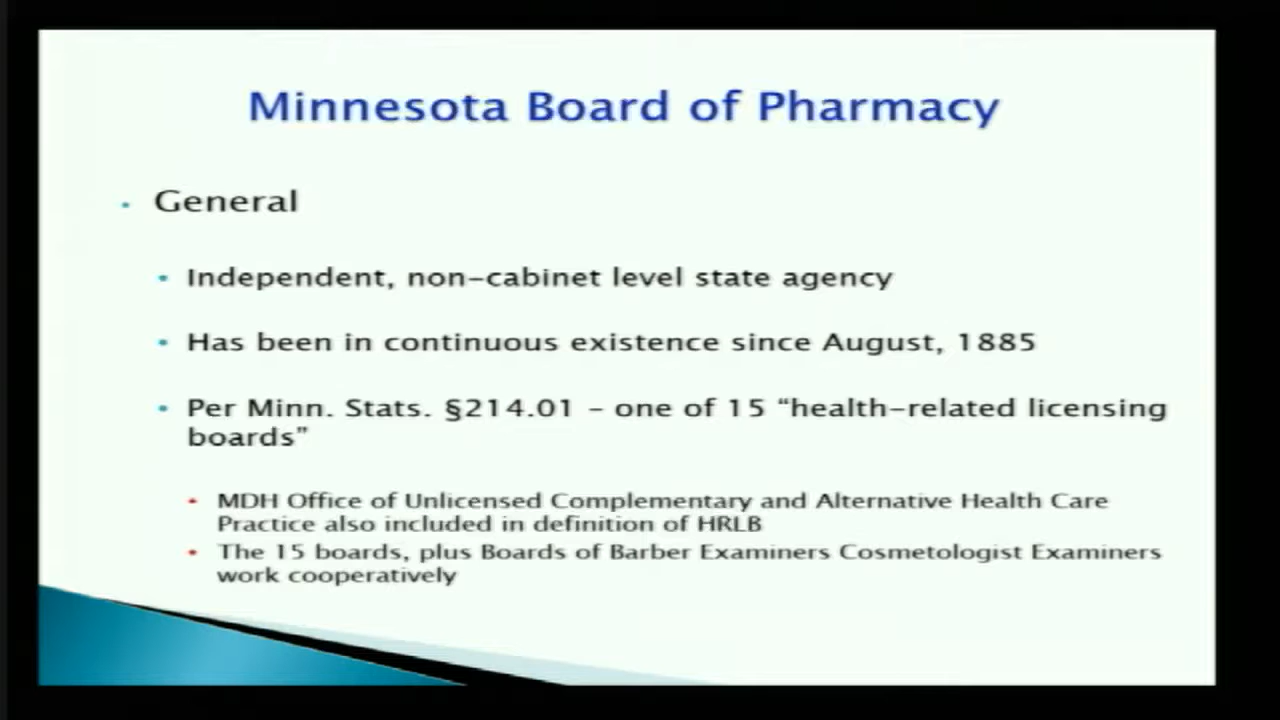 Minnesota Board of Pharmacy
• General
• Independent, non-cabinet level state agency
• Has been in continuous existence since August, 1885
• Per Minn. Stats. §214.01 – one of 15 “health-related licensing
boards”
• MDH Office of Unlicensed Complementary and Alternative Health Care
Practice also included in definition of HRLB
• The 15 boards, plus Boards of Barber Examiners Cosmetologist Examiners
work cooperatively